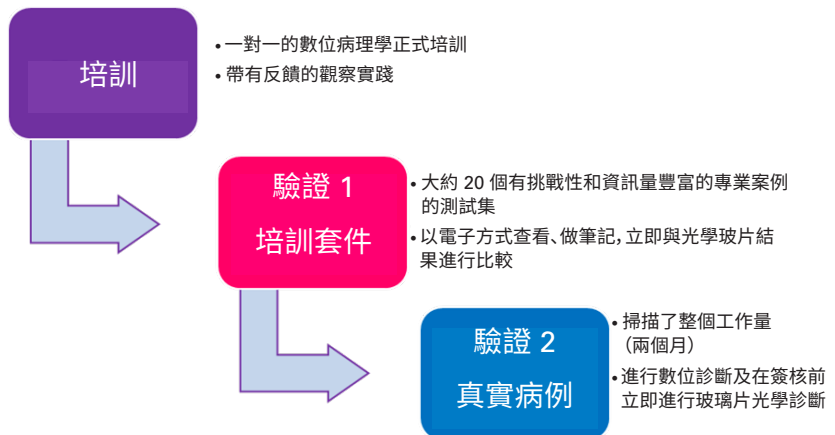 培訓
• 一對一的數位病理學正式培訓
• 帶有反饋的觀察實踐
驗證 1
培訓套件
• 大約 20 個有挑戰性和資訊量豐富的專業案例
的測試集
• 以電子方式查看、做筆記,立即與光學玻片結
果進行比較
驗證 2
真實病例
• 掃描了整個工作量
(兩個月)
• 進行數位診斷及在簽核前
立即進行玻璃片光學診斷